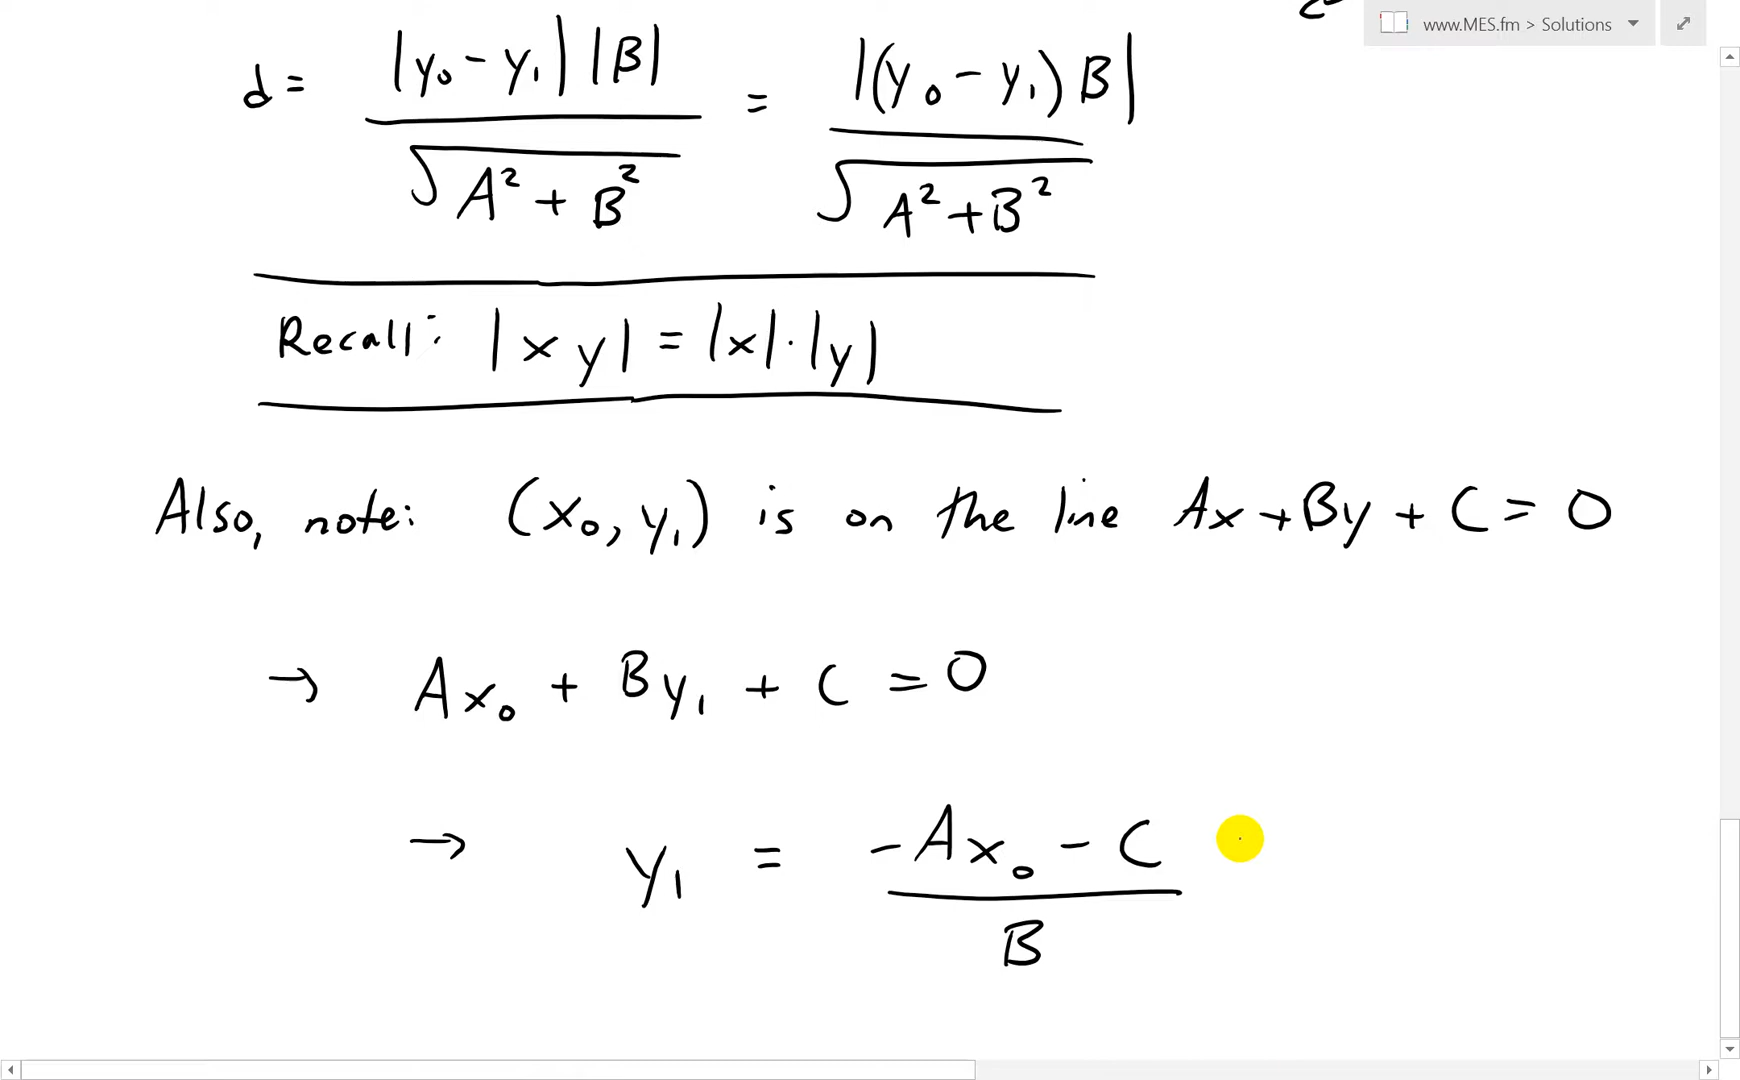 www.MES.fm > Solutions
d = |y₀ - y₁| |B| / √(A² + B²) = |(y₀ - y₁) B| / √(A² + B²)
Recall: |xy| = |x|·|y|
Also, note: (x₀, y₁) is on the line Ax + By + C = 0
→ Ax₀ + By₁ + C = 0
→ y₁ = (-Ax₀ - C) / B